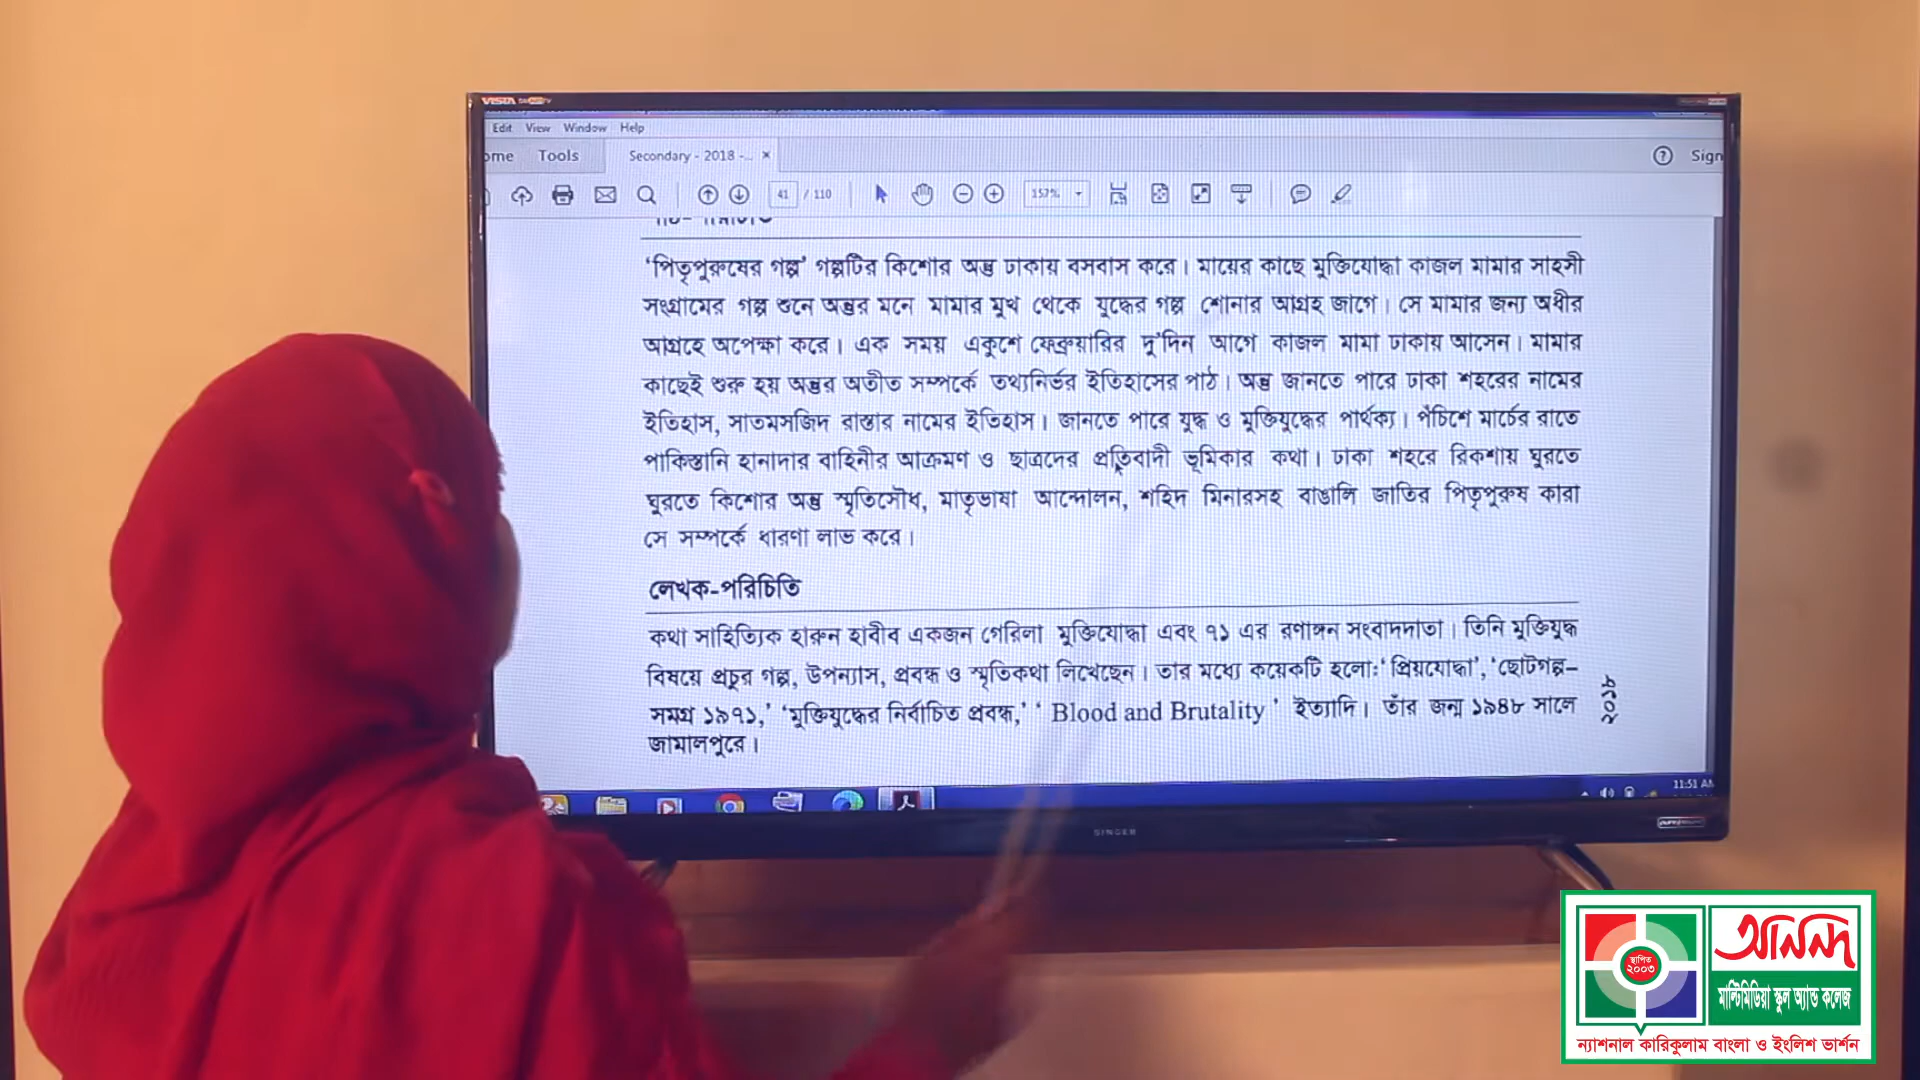 VISTA
Edit View Window Help
Tools Secondary - 2018 -... × Sign
41 / 110 157%
'পিতৃপুরুষের গল্প' গল্পটির কিশোর অন্তু ঢাকায় বসবাস করে। মায়ের কাছে মুক্তিযোদ্ধা কাজল মামার সাহসী
সংগ্রামের গল্প শুনে অন্তুর মনে মামার মুখ থেকে যুদ্ধের গল্প শোনার আগ্রহ জাগে। সে মামার জন্য অধীর
আগ্রহে অপেক্ষা করে। এক সময় একুশে ফেব্রুয়ারির দু'দিন আগে কাজল মামা ঢাকায় আসেন। মামার
কাছেই শুরু হয় অন্তুর অতীত সম্পর্কে তথ্যনির্ভর ইতিহাসের পাঠ। অন্তু জানতে পারে ঢাকা শহরের নামের
ইতিহাস, সাতমসজিদ রাস্তার নামের ইতিহাস। জানতে পারে যুদ্ধ ও মুক্তিযুদ্ধের পার্থক্য। পঁচিশে মার্চের রাতে
পাকিস্তানি হানাদার বাহিনীর আক্রমণ ও ছাত্রদের প্রতিবাদী ভূমিকার কথা। ঢাকা শহরে রিকশায় ঘুরতে
ঘুরতে কিশোর অন্তু স্মৃতিসৌধ, মাতৃভাষা আন্দোলন, শহিদ মিনারসহ বাঙালি জাতির পিতৃপুরুষ কারা
সে সম্পর্কে ধারণা লাভ করে।
লেখক-পরিচিতি
কথা সাহিত্যিক হারুন হাবীব একজন গেরিলা মুক্তিযোদ্ধা এবং ৭১ এর রণাঙ্গন সংবাদদাতা। তিনি মুক্তিযুদ্ধ
বিষয়ে প্রচুর গল্প, উপন্যাস, প্রবন্ধ ও স্মৃতিকথা লিখেছেন। তার মধ্যে কয়েকটি হলো: 'প্রিয়যোদ্ধা', 'ছোটগল্প-
সমগ্র ১৯৭১,' 'মুক্তিযুদ্ধের নির্বাচিত প্রবন্ধ,' ' Blood and Brutality ' ইত্যাদি। তাঁর জন্ম ১৯৪৮ সালে
জামালপুরে।
২০১৮
11:51 AM
SINGER
স্থাপিত
২০০৩
আনন্দ
মাল্টিমিডিয়া স্কুল অ্যান্ড কলেজ
ন্যাশনাল কারিকুলাম বাংলা ও ইংলিশ ভার্শন